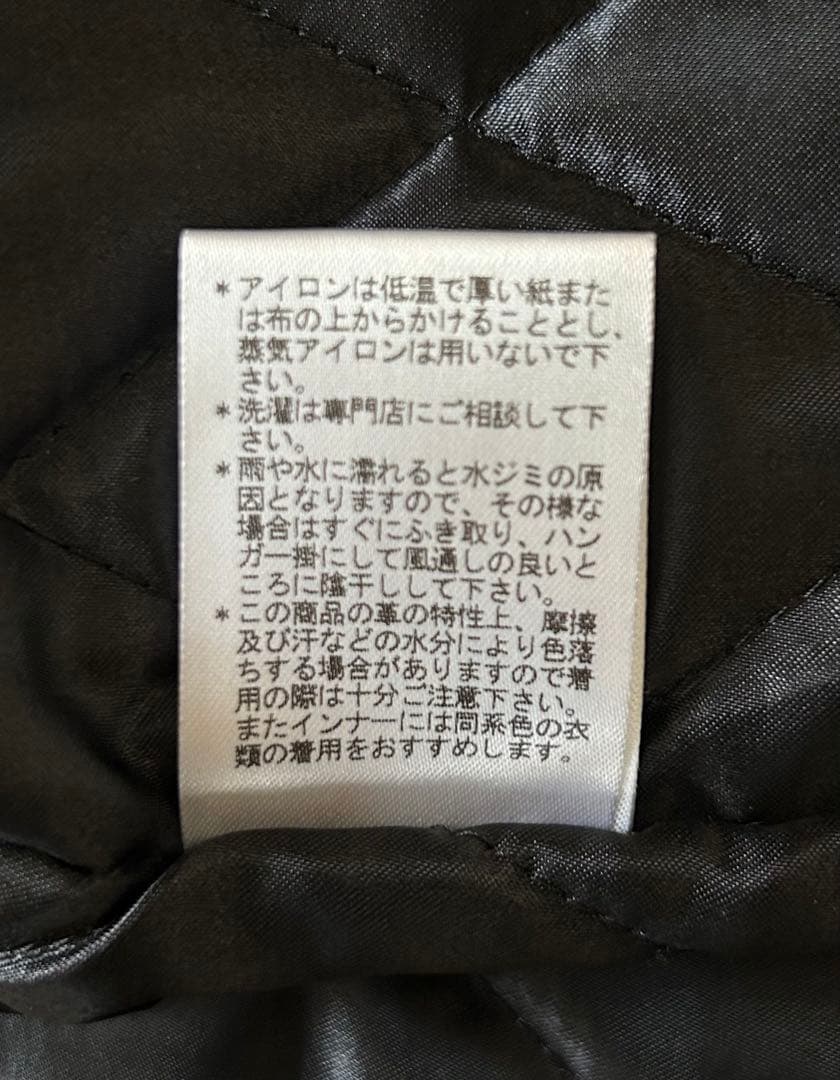 *アイロンは低温で厚い紙また
は布の上からかけることとし、
蒸気アイロンは用いないで下
さい。
*洗濯は専門店にご相談して下
さい。
*雨や水に濡れると水ジミの原
因となりますので、その様な
場合はすぐにふき取り、ハン
ガー掛にして風通しの良いと
ころに陰干しして下さい。
*この商品の革の特性上、摩擦
及び汗などの水分により色落
ちする場合がありますので着
用の際は十分ご注意下さい。
またインナーには同系色の衣
類の着用をおすすめします。